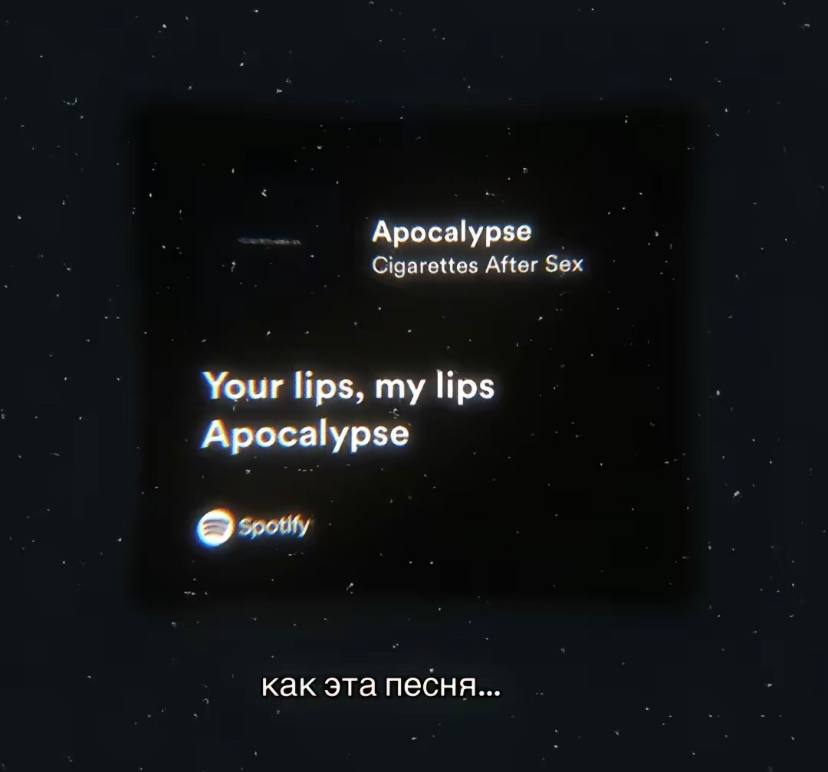 Apocalypse
Cigarettes After Sex
Your lips, my lips
Apocalypse
Spotify
как эта песня...